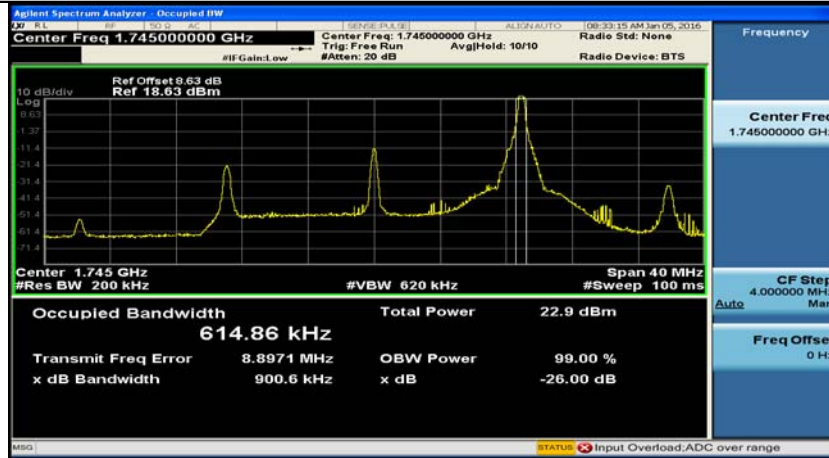 Agilent Spectrum Analyzer - Occupied BW
LXI RL RF 50 Ω AC SENSE:PULSE ALIGN AUTO 08:33:15 AM Jan 05, 2016
Center Freq 1.745000000 GHz Center Freq: 1.745000000 GHz Radio Std: None Frequency
Trig: Free Run Avg|Hold: 10/10
#IFGain:Low #Atten: 20 dB Radio Device: BTS
Ref Offset 8.63 dB
10 dB/div Ref 18.63 dBm
Log
8.63
-1.37
-11.4
-21.4
-31.4
-41.4
-51.4
-61.4
-71.4
Center Freq
1.745000000 GHz
Center 1.745 GHz Span 40 MHz
#Res BW 200 kHz #VBW 620 kHz #Sweep 100 ms
CF Step
4.000000 MHz
Auto Man
Occupied Bandwidth Total Power 22.9 dBm
614.86 kHz
Transmit Freq Error 8.8971 MHz OBW Power 99.00 %
x dB Bandwidth 900.6 kHz x dB -26.00 dB
Freq Offset
0 Hz
MSG STATUS Input Overload;ADC over range